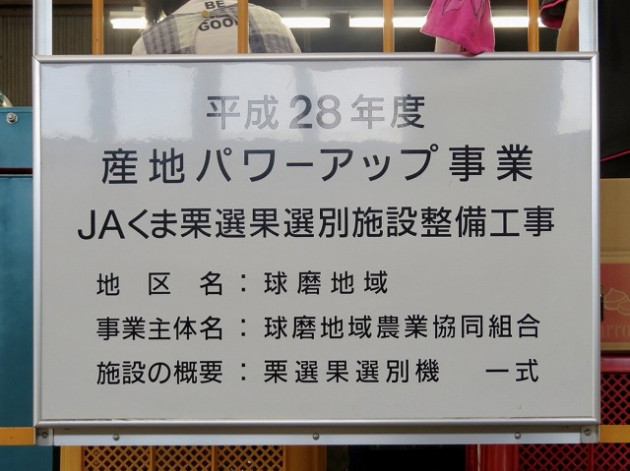 BE
GOOD
平成28年度
産地パワーアップ事業
JAくま栗選果選別施設整備工事
地区名：球磨地域
事業主体名：球磨地域農業協同組合
施設の概要：栗選果選別機　一式